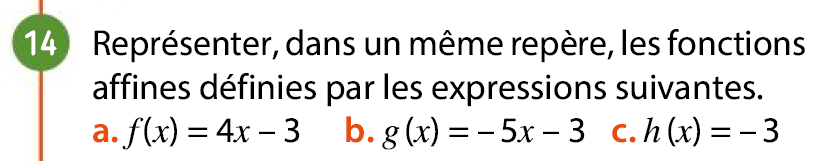 14 Représenter, dans un même repère, les fonctions
affines définies par les expressions suivantes.
a. f(x) = 4x – 3 b. g(x) = – 5x – 3 c. h(x) = – 3